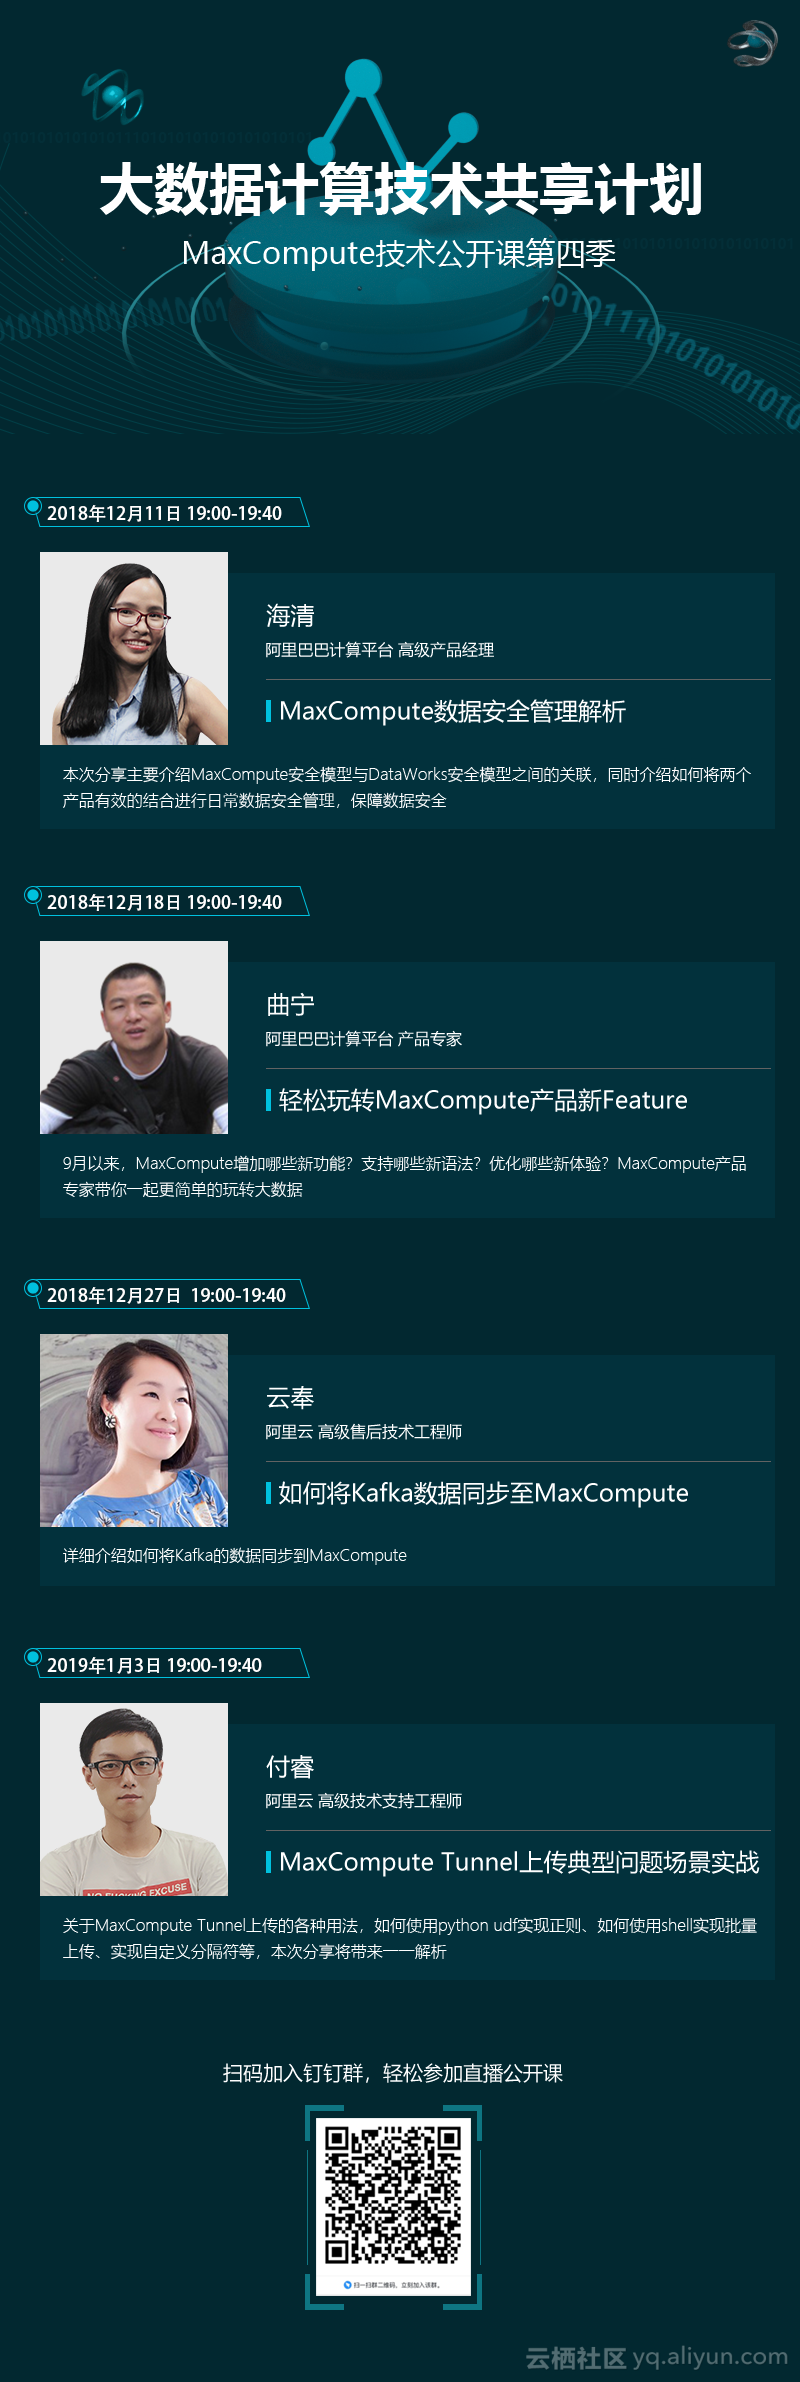 大数据计算技术共享计划
MaxCompute技术公开课第四季
2018年12月11日 19:00-19:40
海清
阿里巴巴计算平台 高级产品经理
MaxCompute数据安全管理解析
本次分享主要介绍MaxCompute安全模型与DataWorks安全模型之间的关联，同时介绍如何将两个
产品有效的结合进行日常数据安全管理，保障数据安全
2018年12月18日 19:00-19:40
曲宁
阿里巴巴计算平台 产品专家
轻松玩转MaxCompute产品新Feature
9月以来，MaxCompute增加哪些新功能？支持哪些新语法？优化哪些新体验？MaxCompute产品
专家带你一起更简单的玩转大数据
2018年12月27日 19:00-19:40
云奉
阿里云 高级售后技术工程师
如何将Kafka数据同步至MaxCompute
详细介绍如何将Kafka的数据同步到MaxCompute
2019年1月3日 19:00-19:40
付睿
阿里云 高级技术支持工程师
MaxCompute Tunnel上传典型问题场景实战
NO FUCKING EXCUSE
关于MaxCompute Tunnel上传的各种用法，如何使用python udf实现正则、如何使用shell实现批量
上传、实现自定义分隔符等，本次分享将带来一一解析
扫码加入钉钉群，轻松参加直播公开课
扫一扫群二维码，立刻加入该群。
云栖社区 yq.aliyun.com